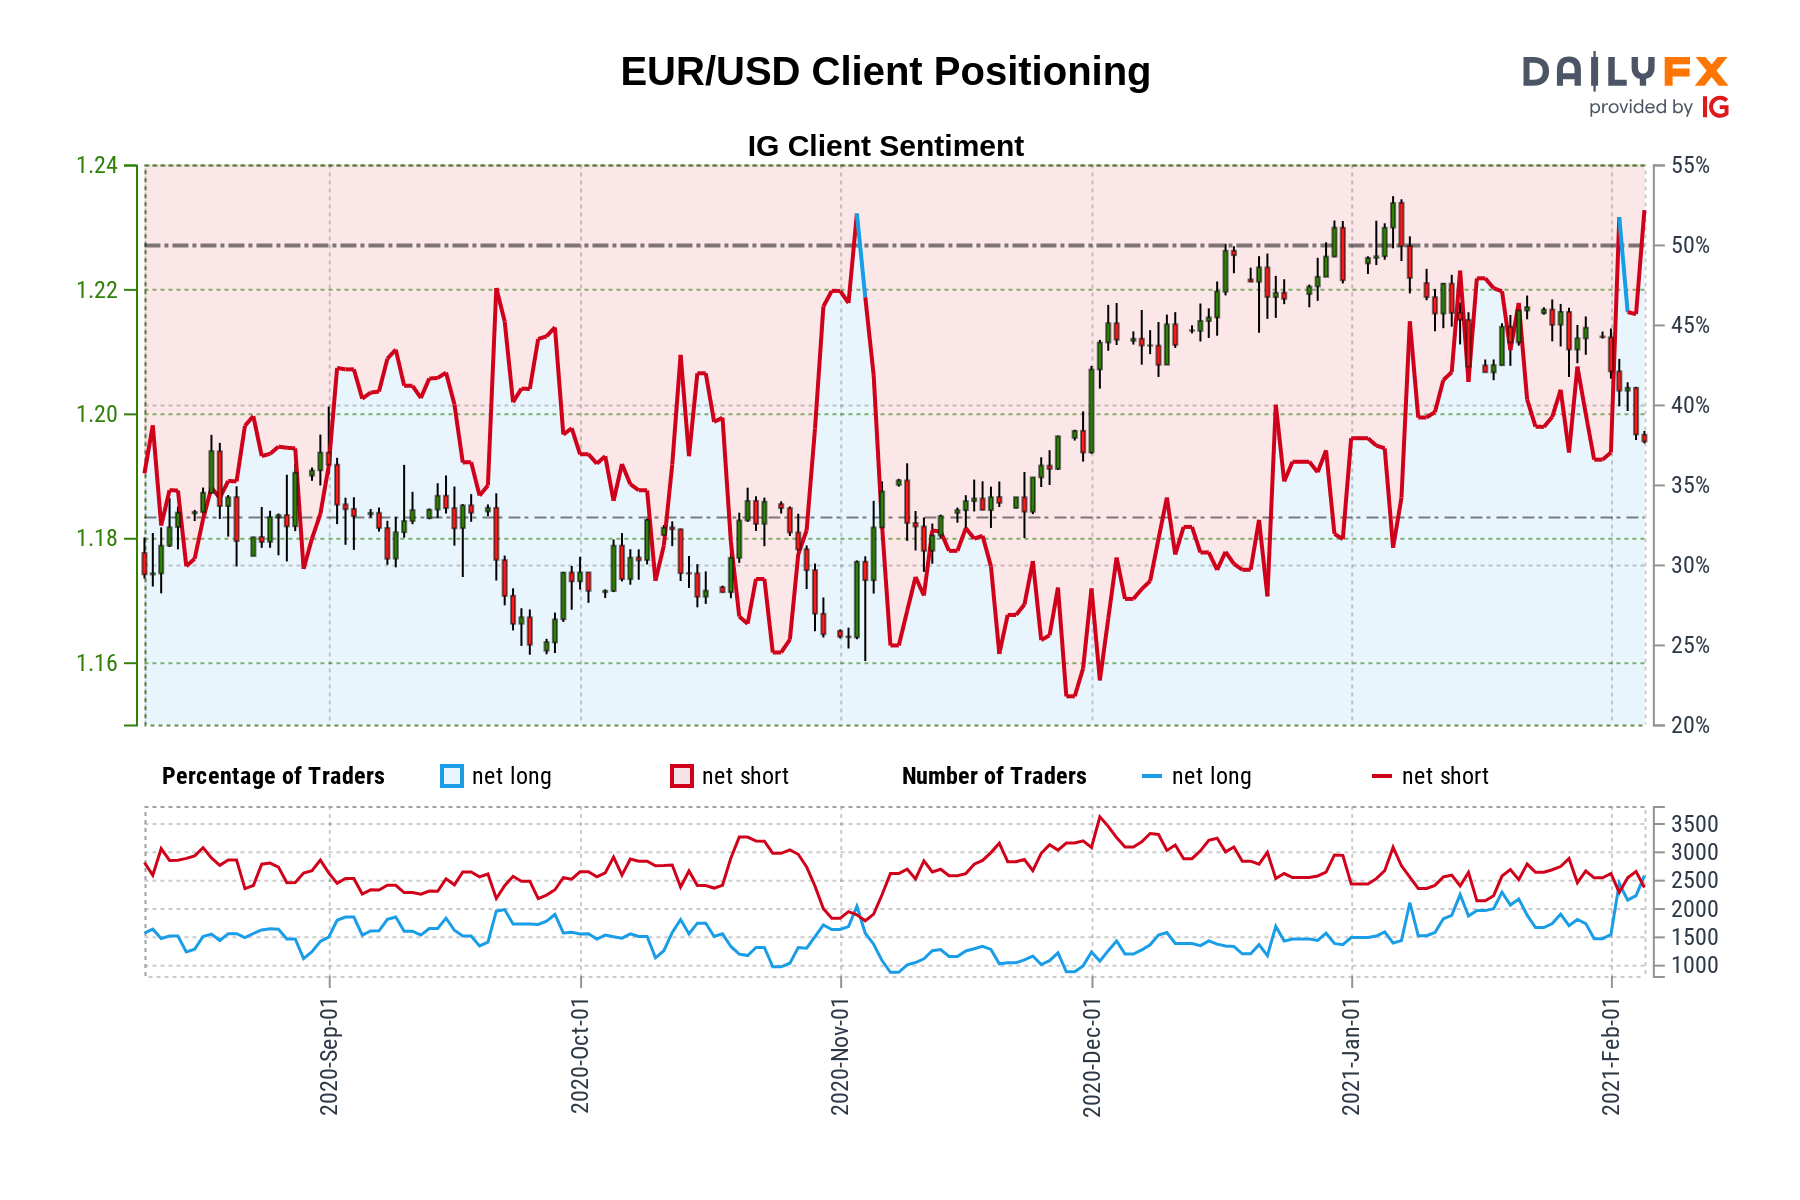 EUR/USD Client Positioning
DAILYFX
provided by IG
IG Client Sentiment
1.24
1.22
1.20
1.18
1.16
55%
50%
45%
40%
35%
30%
25%
20%
Percentage of Traders net long net short Number of Traders net long net short
3500
3000
2500
2000
1500
1000
2020-Sep-01
2020-Oct-01
2020-Nov-01
2020-Dec-01
2021-Jan-01
2021-Feb-01